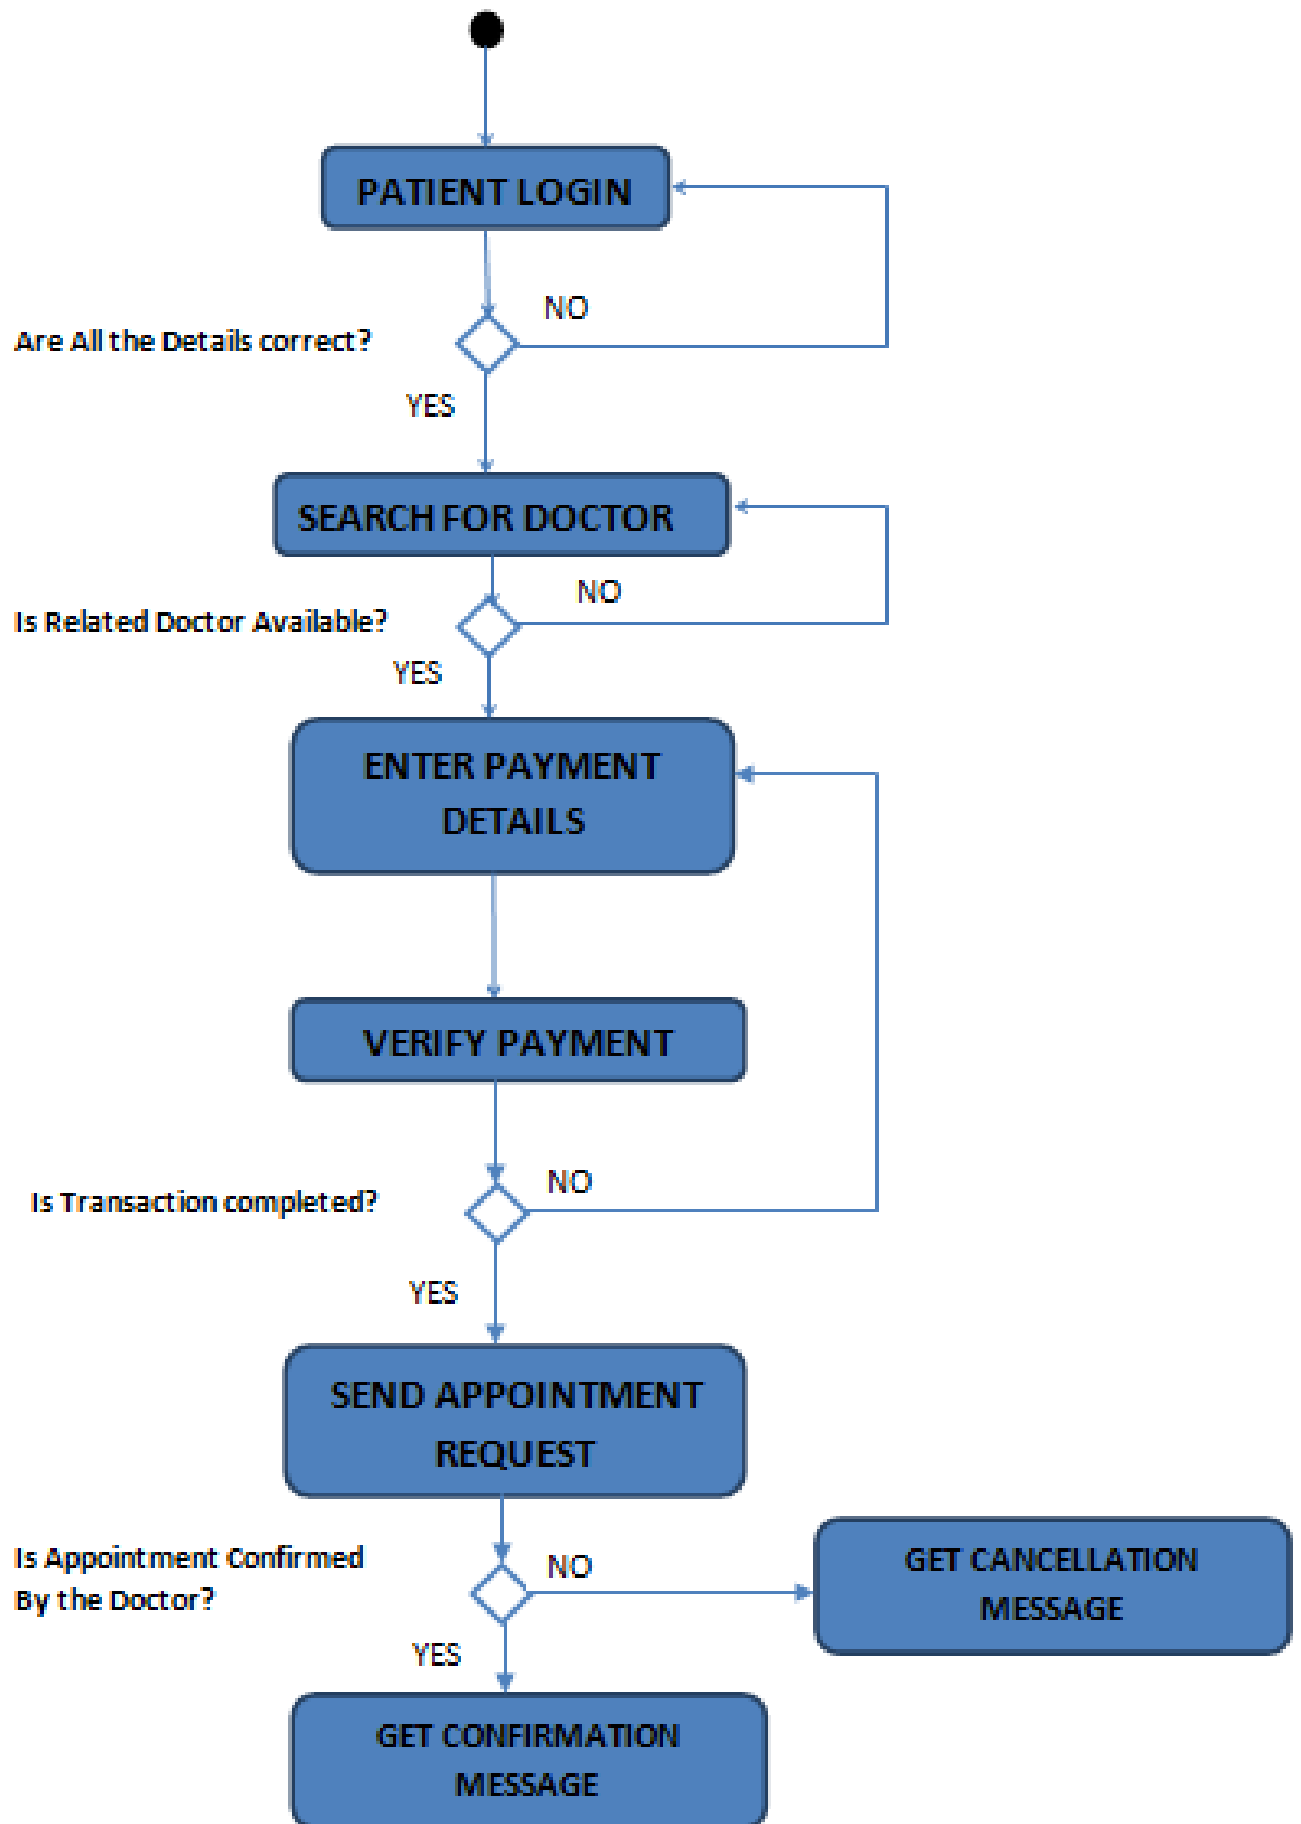 PATIENT LOGIN
NO
Are All the Details correct?
YES
SEARCH FOR DOCTOR
NO
Is Related Doctor Available?
YES
ENTER PAYMENT
DETAILS
VERIFY PAYMENT
NO
Is Transaction completed?
YES
SEND APPOINTMENT
REQUEST
Is Appointment Confirmed
By the Doctor?
NO
GET CANCELLATION
MESSAGE
YES
GET CONFIRMATION
MESSAGE